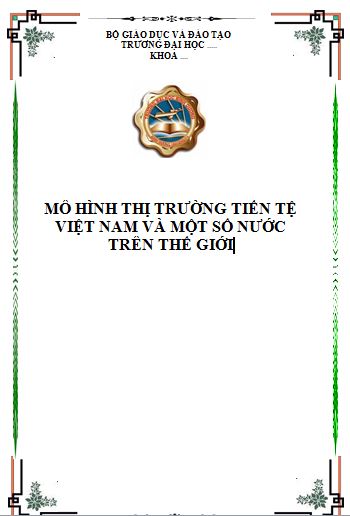 BỘ GIÁO DỤC VÀ ĐÀO TẠO
TRƯỜNG ĐẠI HỌC .....
KHOA ...
MÔ HÌNH THỊ TRƯỜNG TIỀN TỆ
VIỆT NAM VÀ MỘT SỐ NƯỚC
TRÊN THẾ GIỚI